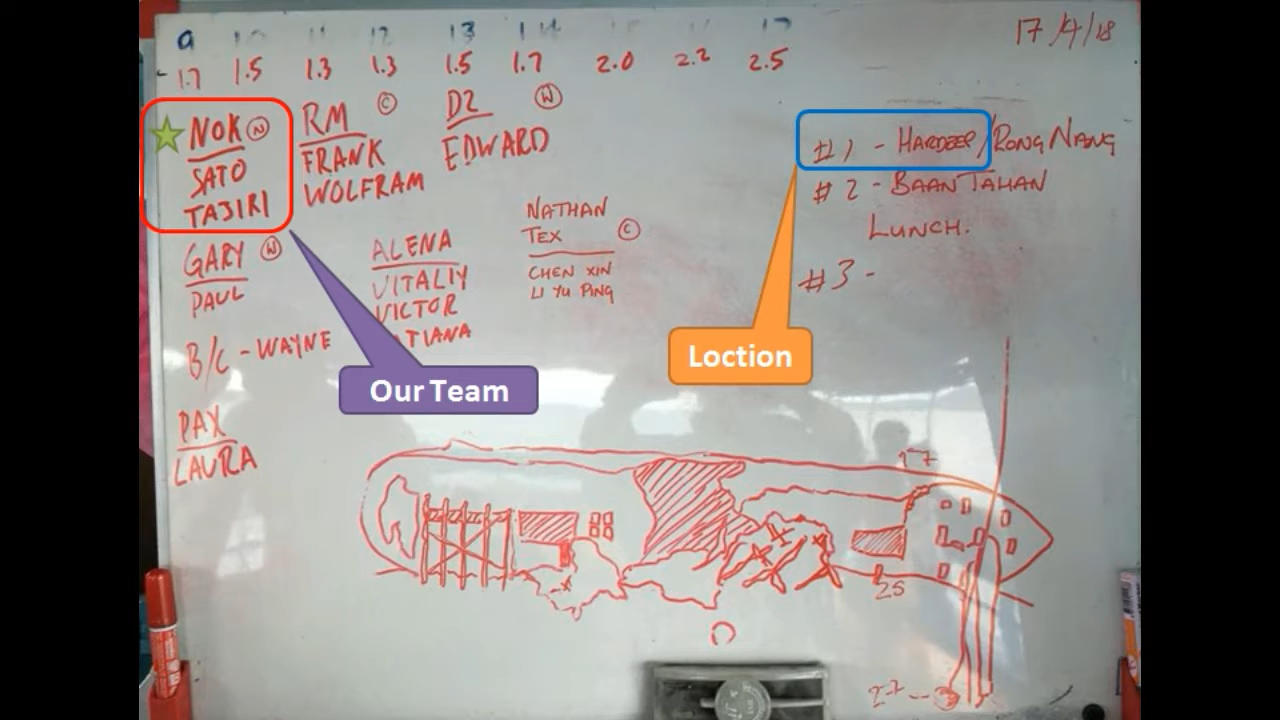 17/4/18
9 10 11 12 13 14 15 17
1.7 1.5 1.3 1.3 1.5 1.7 2.0 2.2 2.5
NOK N
SATO
TAJIRI
RM C
FRANK
WOLFRAM
D2 W
EDWARD
GARY W
PAUL
ALENA
VITALIY
VICTOR
NATHAN
TEX C
CHEN XIN
LI YU PING
B/C - WAYNE
PAX
LAURA
#1 - HARDEEP/RONG NANG
#2 - BAAN TAHAN
LUNCH.
#3 -
Loction
Our Team
17
25
27